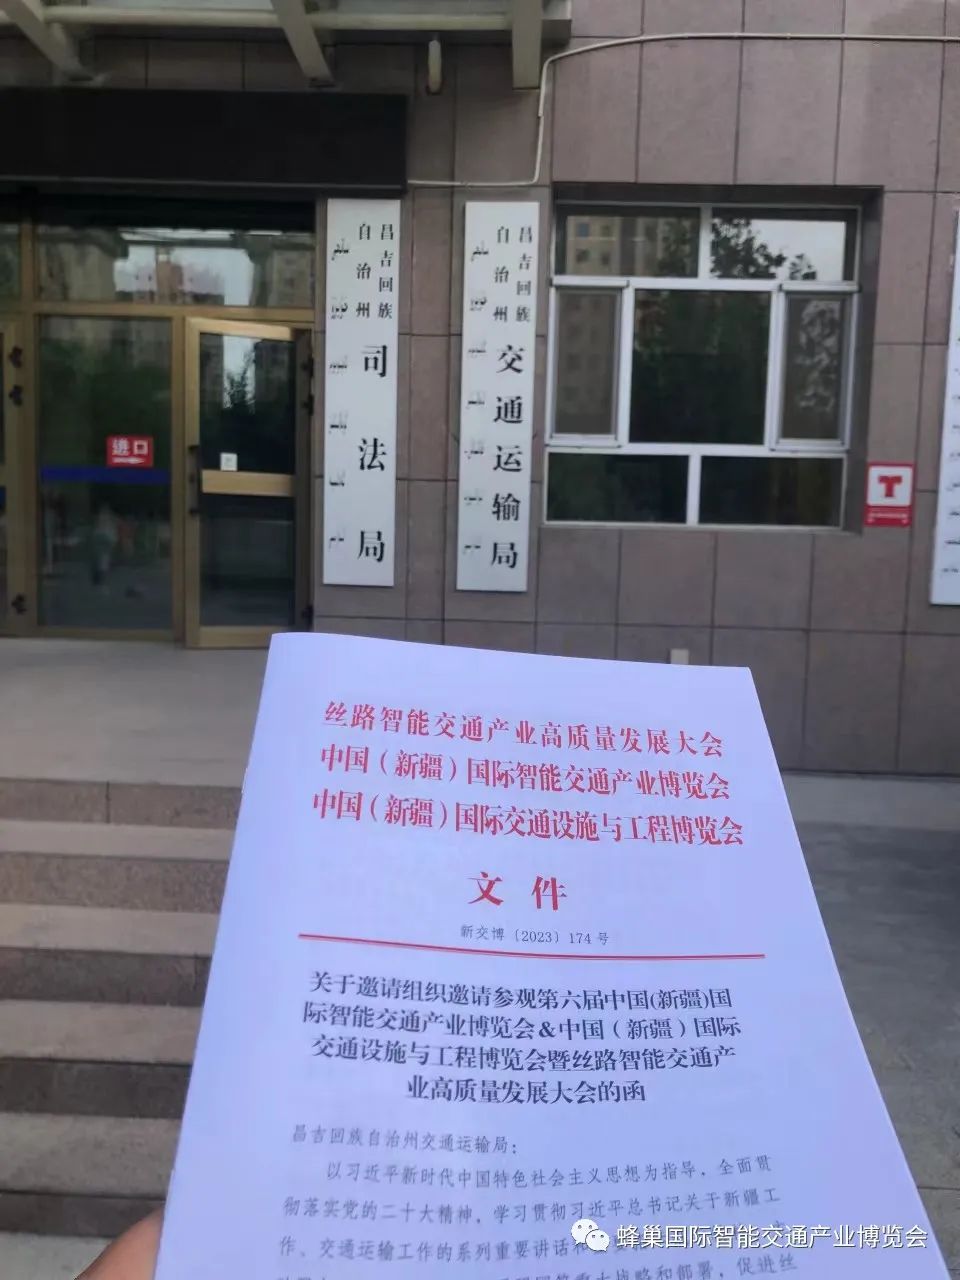 昌吉回族
自治州
司法局
昌吉回族
自治州
交通运输局
进口
T
丝路智能交通产业高质量发展大会
中国（新疆）国际智能交通产业博览会
中国（新疆）国际交通设施与工程博览会
文件
新交博〔2023〕174号
关于邀请组织邀请参观第六届中国(新疆)国
际智能交通产业博览会&中国（新疆）国际
交通设施与工程博览会暨丝路智能交通产
业高质量发展大会的函
昌吉回族自治州交通运输局：
以习近平新时代中国特色社会主义思想为指导，全面贯
彻落实党的二十大精神，学习贯彻习近平总书记关于新疆工
作、交通运输工作的系列重要讲话和
重大战略和部署，促进丝
蜂巢国际智能交通产业博览会